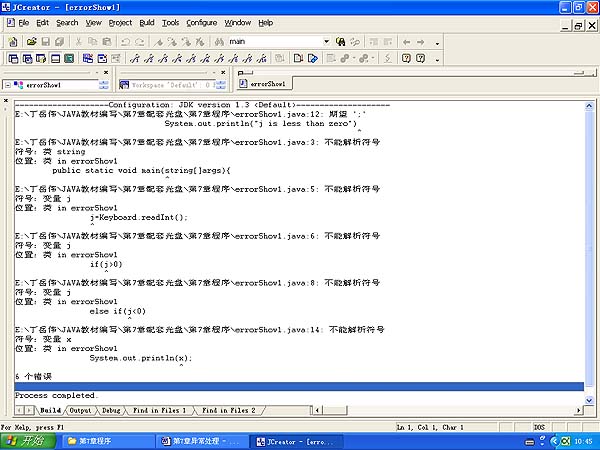 JCreator - [errorShow1]
File Edit Search View Project Build Tools Configure Window Help
main
errorShow1
Workspace 'Default': 0
errorShow1
--------------------Configuration: JDK version 1.3 <Default>--------------------
E:\丁岳伟\JAVA教材编写\第7章配套光盘\第7章程序\errorShow1.java:12: 期望 ';'
System.out.println("j is less than zero")
^
E:\丁岳伟\JAVA教材编写\第7章配套光盘\第7章程序\errorShow1.java:3: 不能解析符号
符号: 类 string
位置: 类 in errorShow1
public static void main(string[]args){
^
E:\丁岳伟\JAVA教材编写\第7章配套光盘\第7章程序\errorShow1.java:5: 不能解析符号
符号: 变量 j
位置: 类 in errorShow1
j=Keyboard.readInt();
^
E:\丁岳伟\JAVA教材编写\第7章配套光盘\第7章程序\errorShow1.java:6: 不能解析符号
符号: 变量 j
位置: 类 in errorShow1
if(j>0)
^
E:\丁岳伟\JAVA教材编写\第7章配套光盘\第7章程序\errorShow1.java:8: 不能解析符号
符号: 变量 j
位置: 类 in errorShow1
else if(j<0)
^
E:\丁岳伟\JAVA教材编写\第7章配套光盘\第7章程序\errorShow1.java:14: 不能解析符号
符号: 变量 x
位置: 类 in errorShow1
System.out.println(x);
^
6 个错误
Process completed.
Build Output Debug Find in Files 1 Find in Files 2
For Help, press F1 Ln 1, Col 1, Char 1 DOS
开始 第7章程序 第7章异常处理 - ... JCreator - [erro... 10:45